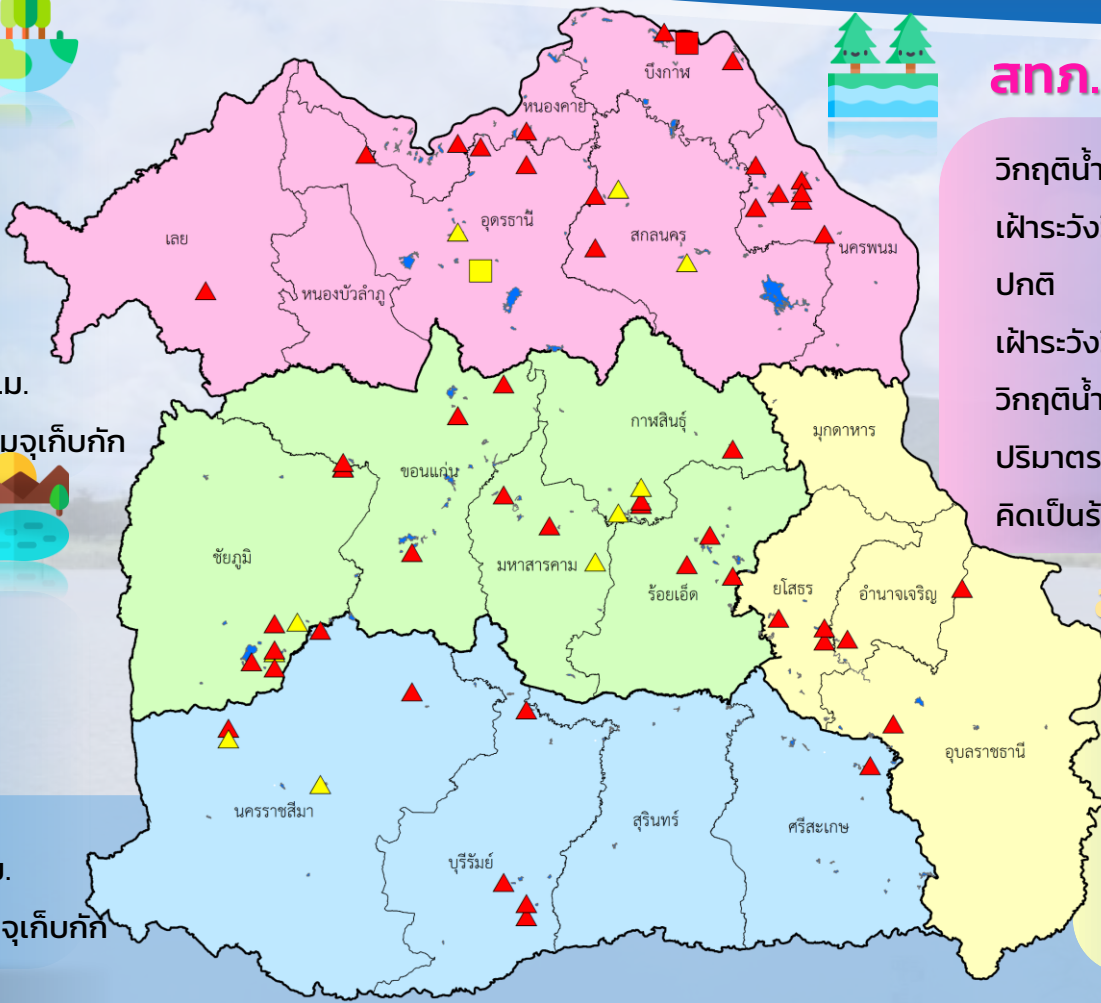 สทภ.
วิกฤติน้ำ
เฝ้าระวัง
ปกติ
เฝ้าระวัง
วิกฤติน้ำ
ปริมาตร
คิดเป็นร้
.ม.
มจุเก็บกัก
ม.
จุเก็บกัก
บึงกาฬ
หนองคาย
อุดรธานี
เลย
สกลนคร
นครพนม
หนองบัวลำภู
กาฬสินธุ์
มุกดาหาร
ขอนแก่น
ชัยภูมิ
มหาสารคาม
ร้อยเอ็ด
ยโสธร
อำนาจเจริญ
อุบลราชธานี
นครราชสีมา
สุรินทร์
ศรีสะเกษ
บุรีรัมย์